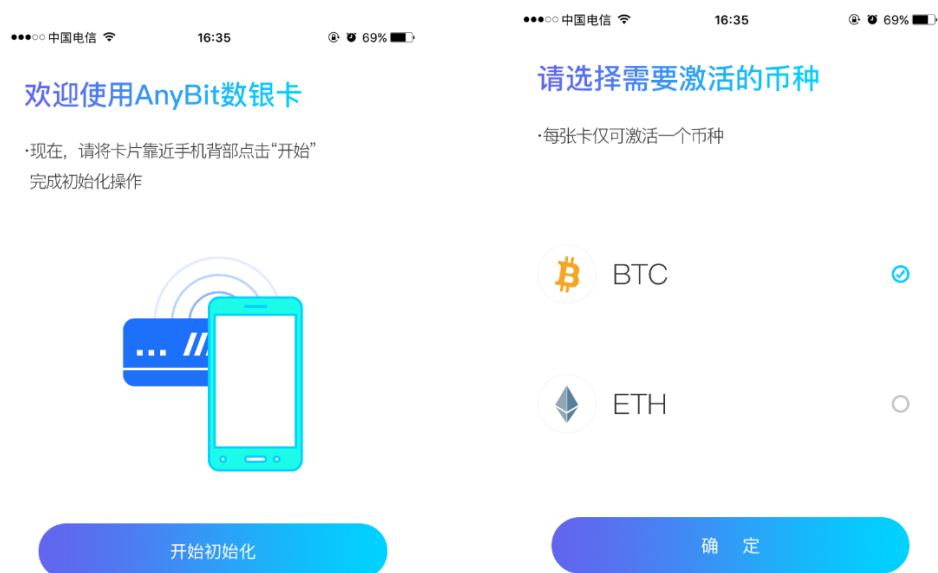 中国电信
16:35
69%
欢迎使用AnyBit数银卡
·现在，请将卡片靠近手机背部点击“开始”
完成初始化操作
开始初始化
中国电信
16:35
69%
请选择需要激活的币种
·每张卡仅可激活一个币种
BTC
ETH
确 定